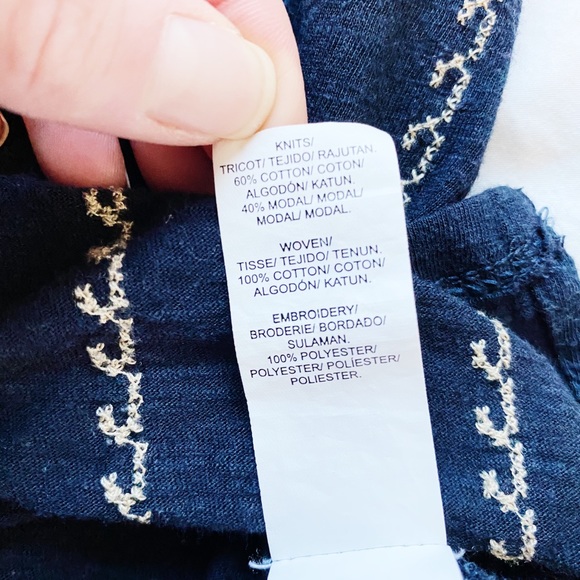 KNITS/
TRICOT/ TEJIDO/ RAJUTAN.
60% COTTON/ COTON/
ALGODÓN/ KATUN.
40% MODAL/ MODAL/
MODAL/ MODAL.
WOVEN/
TISSE/ TEJIDO/ TENUN.
100% COTTON/ COTON/
ALGODÓN/ KATUN.
EMBROIDERY/
BRODERIE/ BORDADO/
SULAMAN.
100% POLYESTER/
POLYESTER/ POLÍESTER/
POLIESTER.